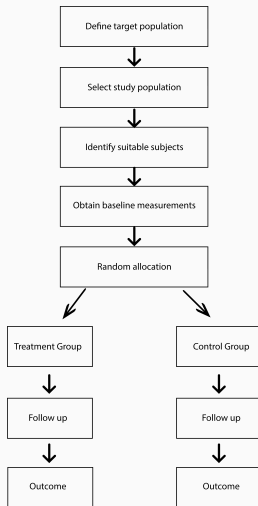 Define target population
Select study population
Identify suitable subjects
Obtain baseline measurements
Random allocation
Treatment Group
Control Group
Follow up
Follow up
Outcome
Outcome